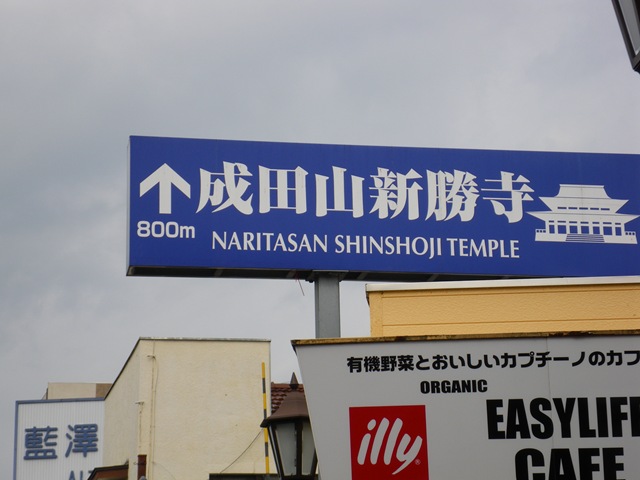 成田山新勝寺
800m
NARITASAN SHINSHOJI TEMPLE
有機野菜とおいしいカプチーノのカフ
ORGANIC
illy
EASYLIFE
CAFE
藍澤